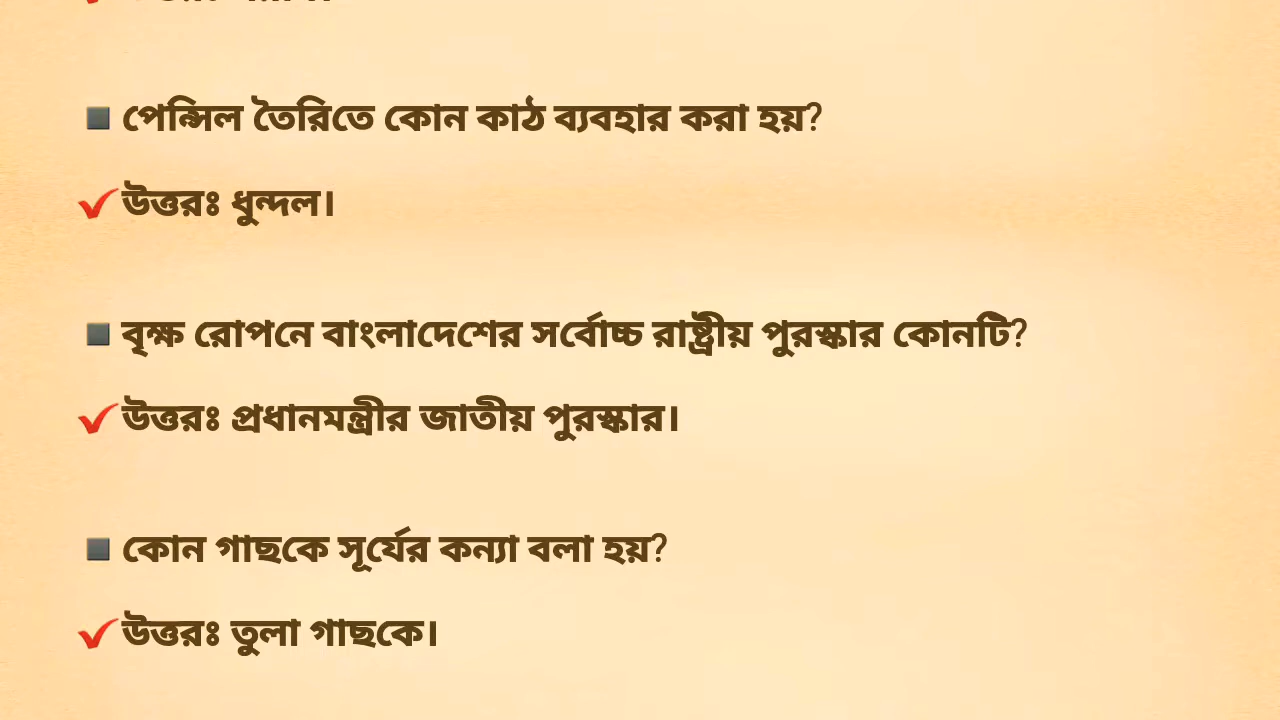 ▪ পেন্সিল তৈরিতে কোন কাঠ ব্যবহার করা হয়?
✓ উত্তরঃ ধুন্দল।
▪ বৃক্ষ রোপনে বাংলাদেশের সর্বোচ্চ রাষ্ট্রীয় পুরস্কার কোনটি?
✓ উত্তরঃ প্রধানমন্ত্রীর জাতীয় পুরস্কার।
▪ কোন গাছকে সূর্যের কন্যা বলা হয়?
✓ উত্তরঃ তুলা গাছকে।